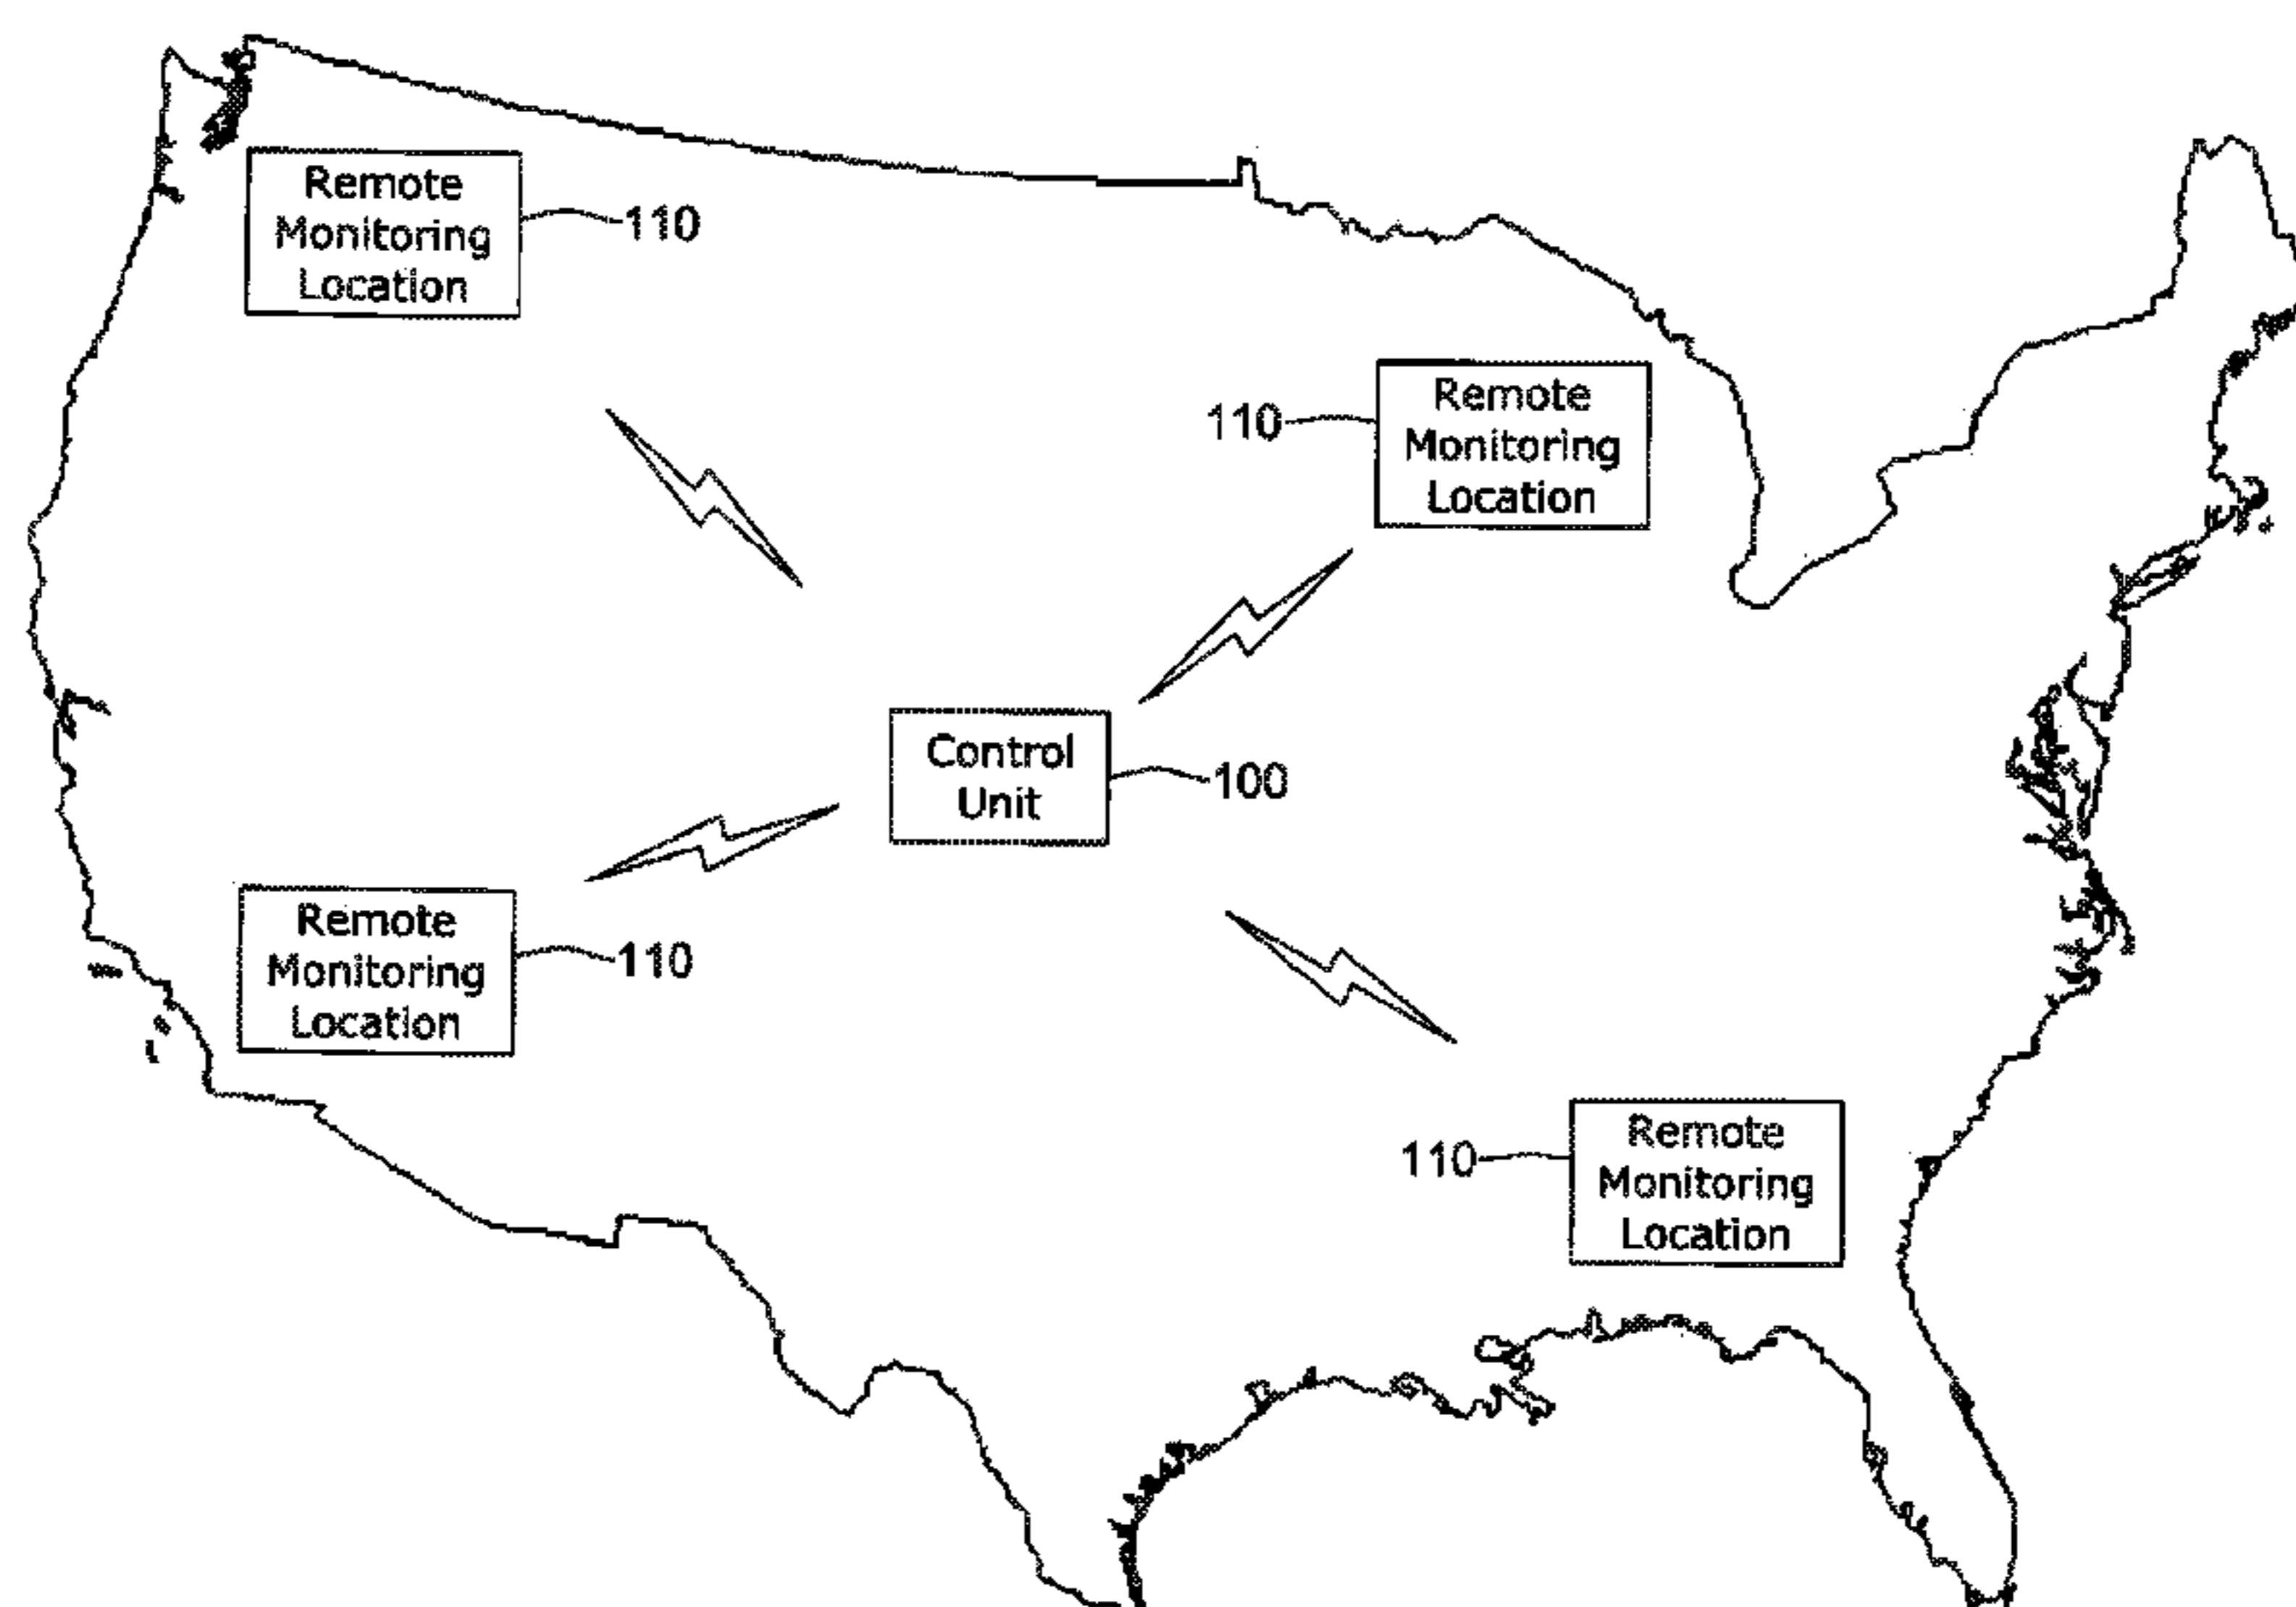 Remote
Monitoring
Location
110
110
Remote
Monitoring
Location
Control
Unit
100
Remote
Monitoring
Location
110
110
Remote
Monitoring
Location